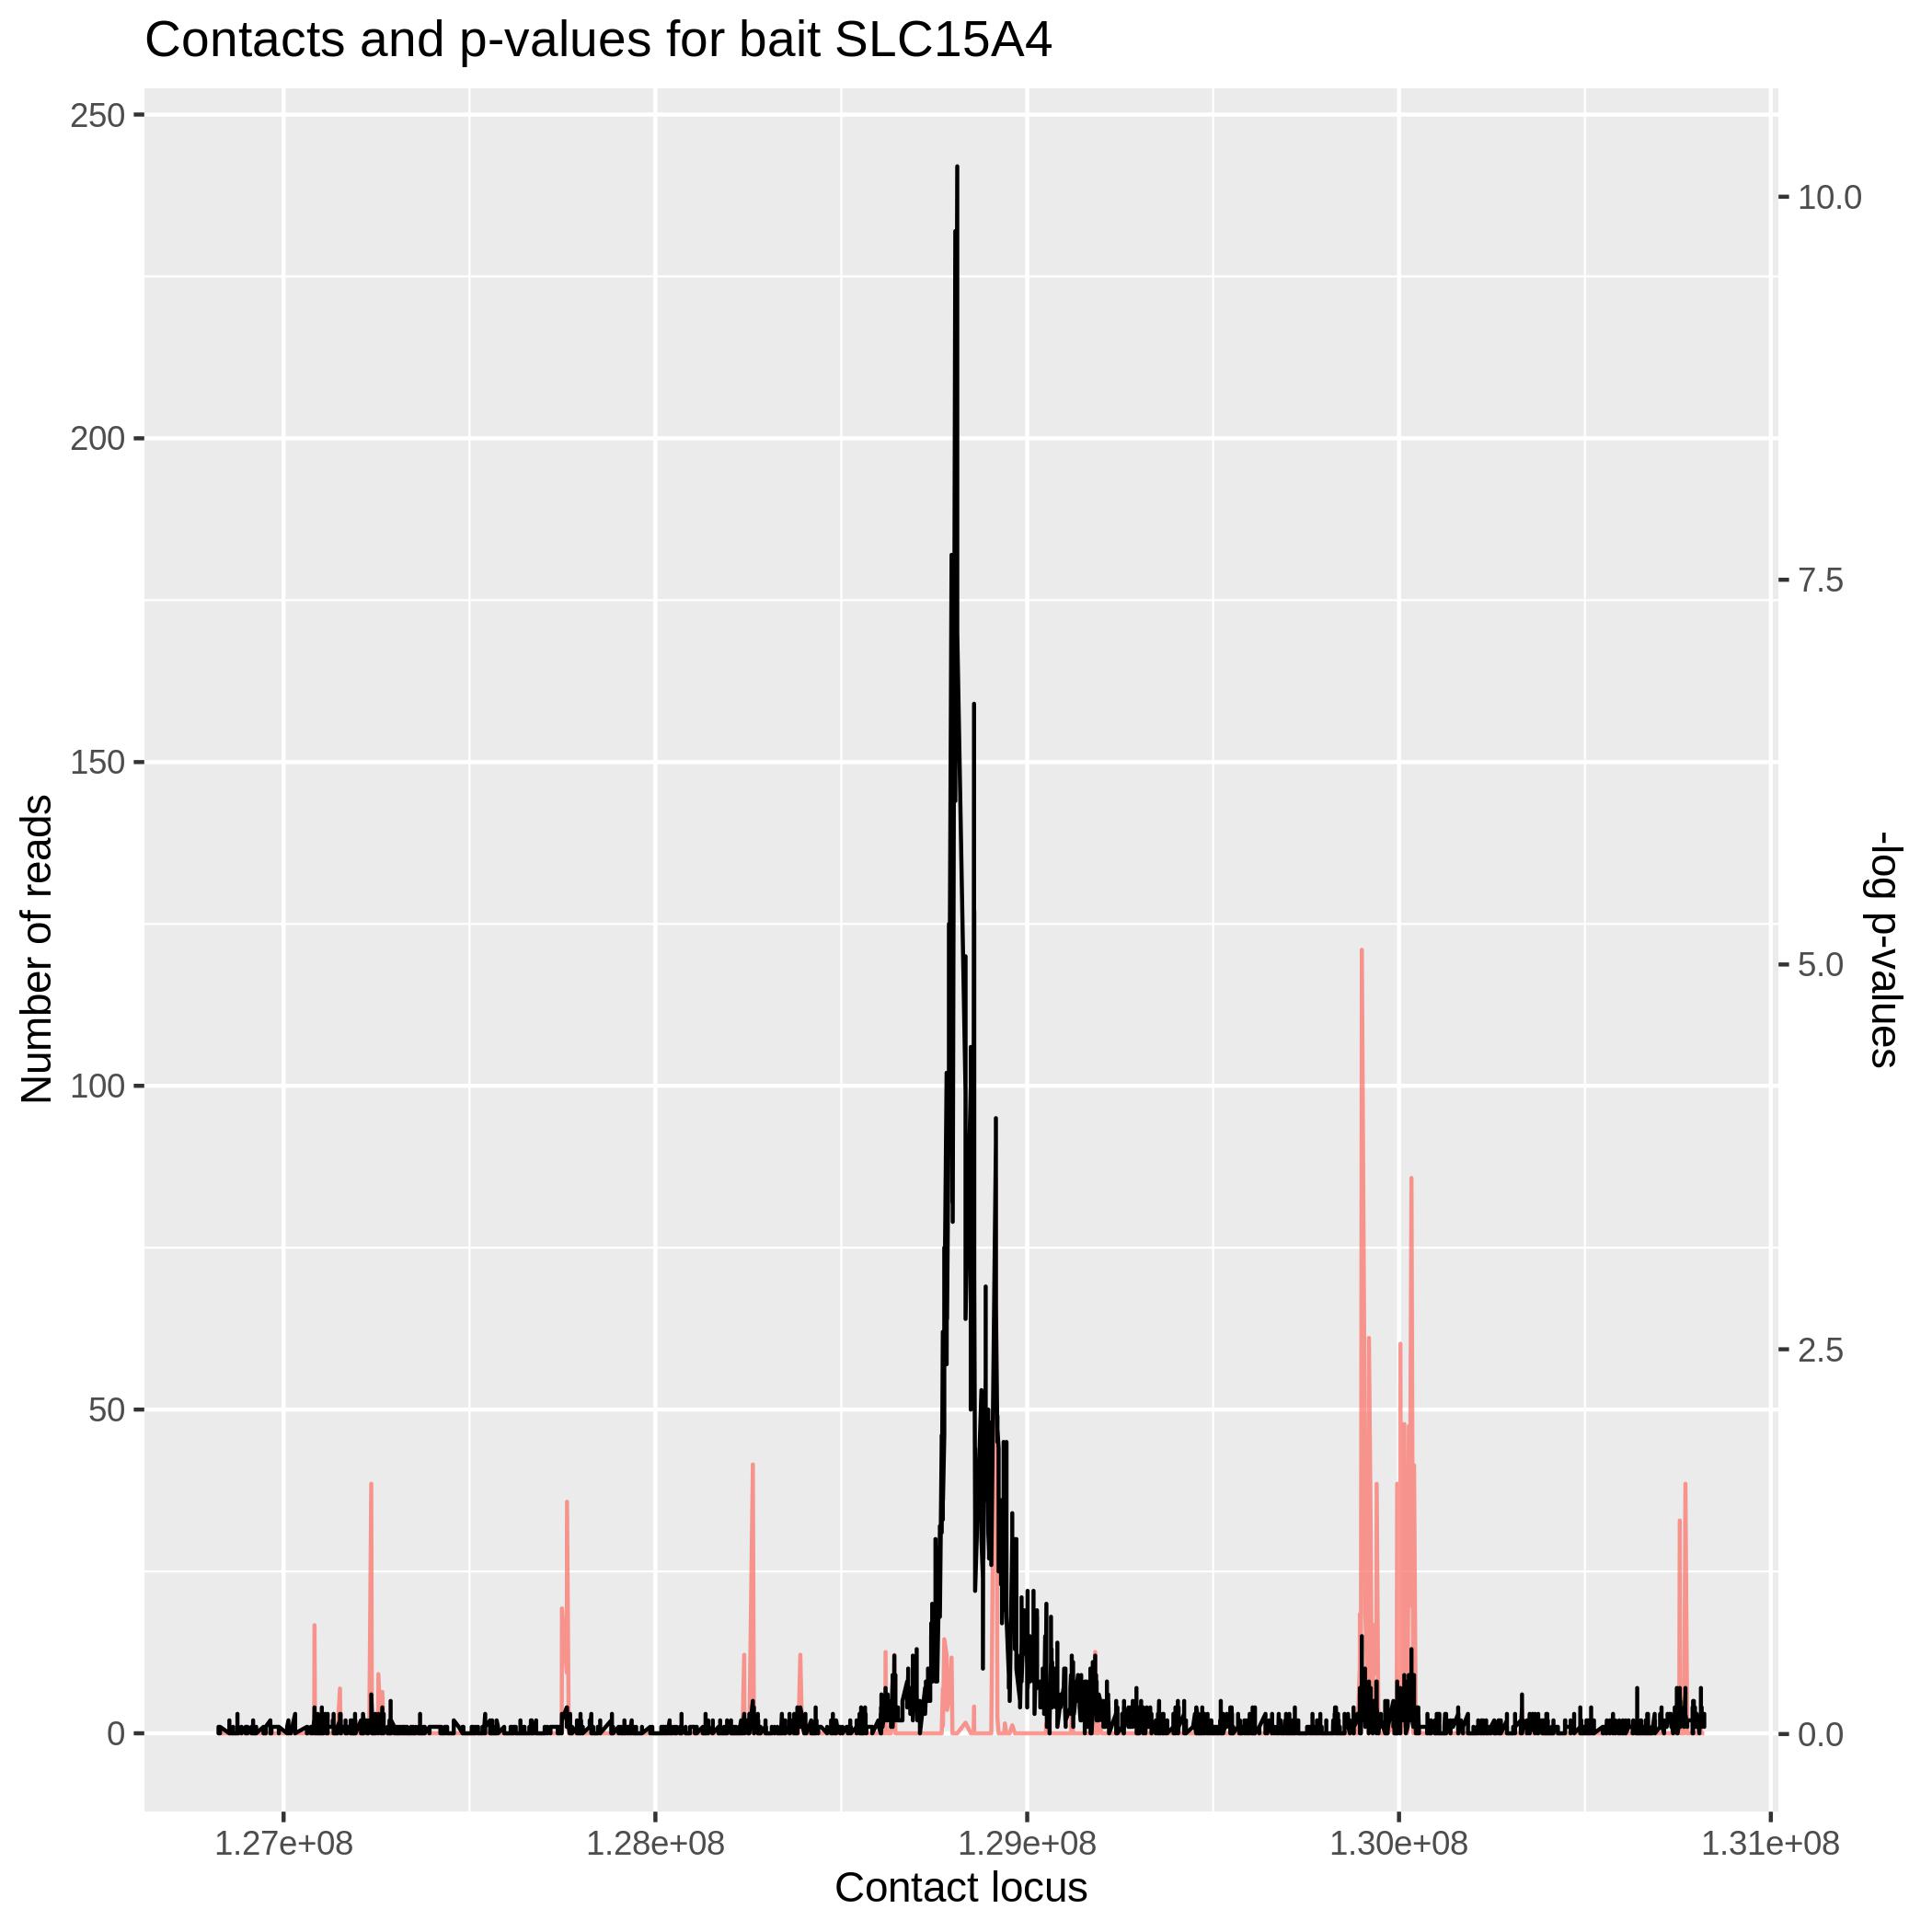 Contacts and p-values for bait SLC15A4
250
200
150
100
50
0
Number of reads
10.0
7.5
5.0
2.5
0.0
-log p-values
1.27e+08
1.28e+08
1.29e+08
1.30e+08
1.31e+08
Contact locus